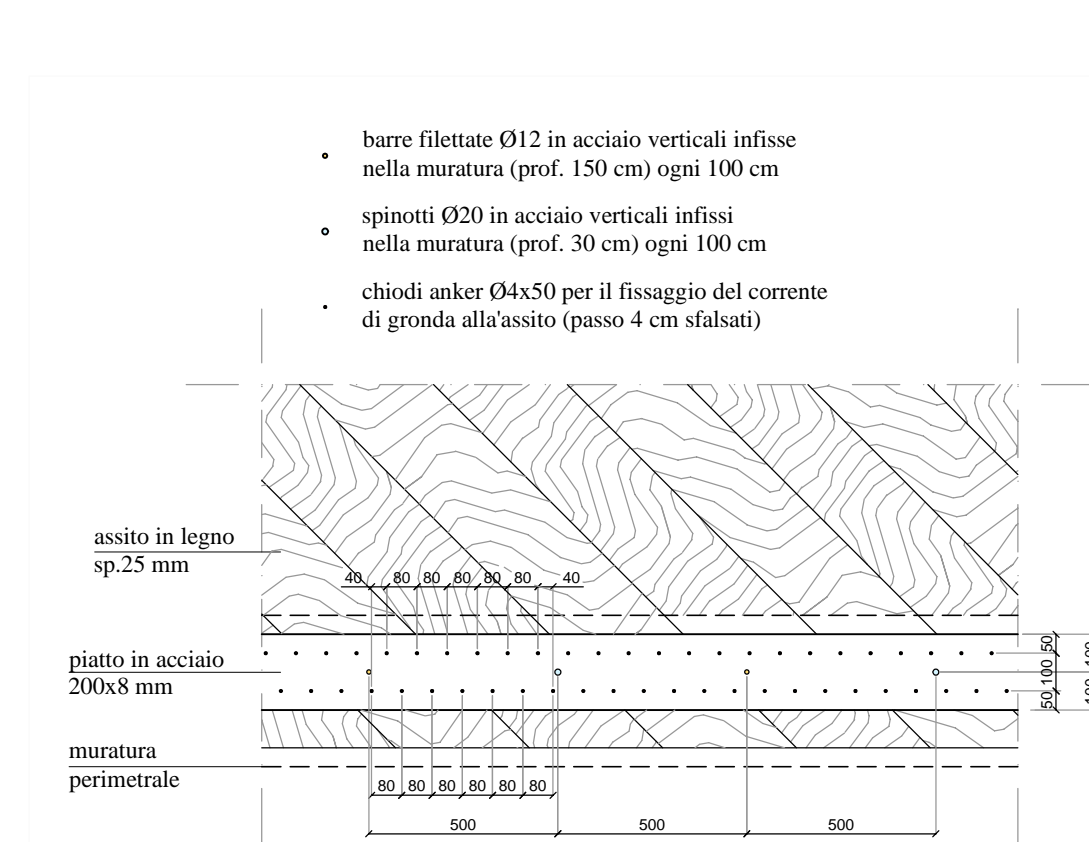 barre filettate Ø12 in acciaio verticali infisse
nella muratura (prof. 150 cm) ogni 100 cm
spinotti Ø20 in acciaio verticali infissi
nella muratura (prof. 30 cm) ogni 100 cm
chiodi anker Ø4x50 per il fissaggio del corrente
di gronda alla'assito (passo 4 cm sfalsati)
assito in legno
sp.25 mm
40 80 80 80 80 80 40
piatto in acciaio
200x8 mm
50 100 50
100 100
muratura
perimetrale
80 80 80 80 80 80
500 500 500